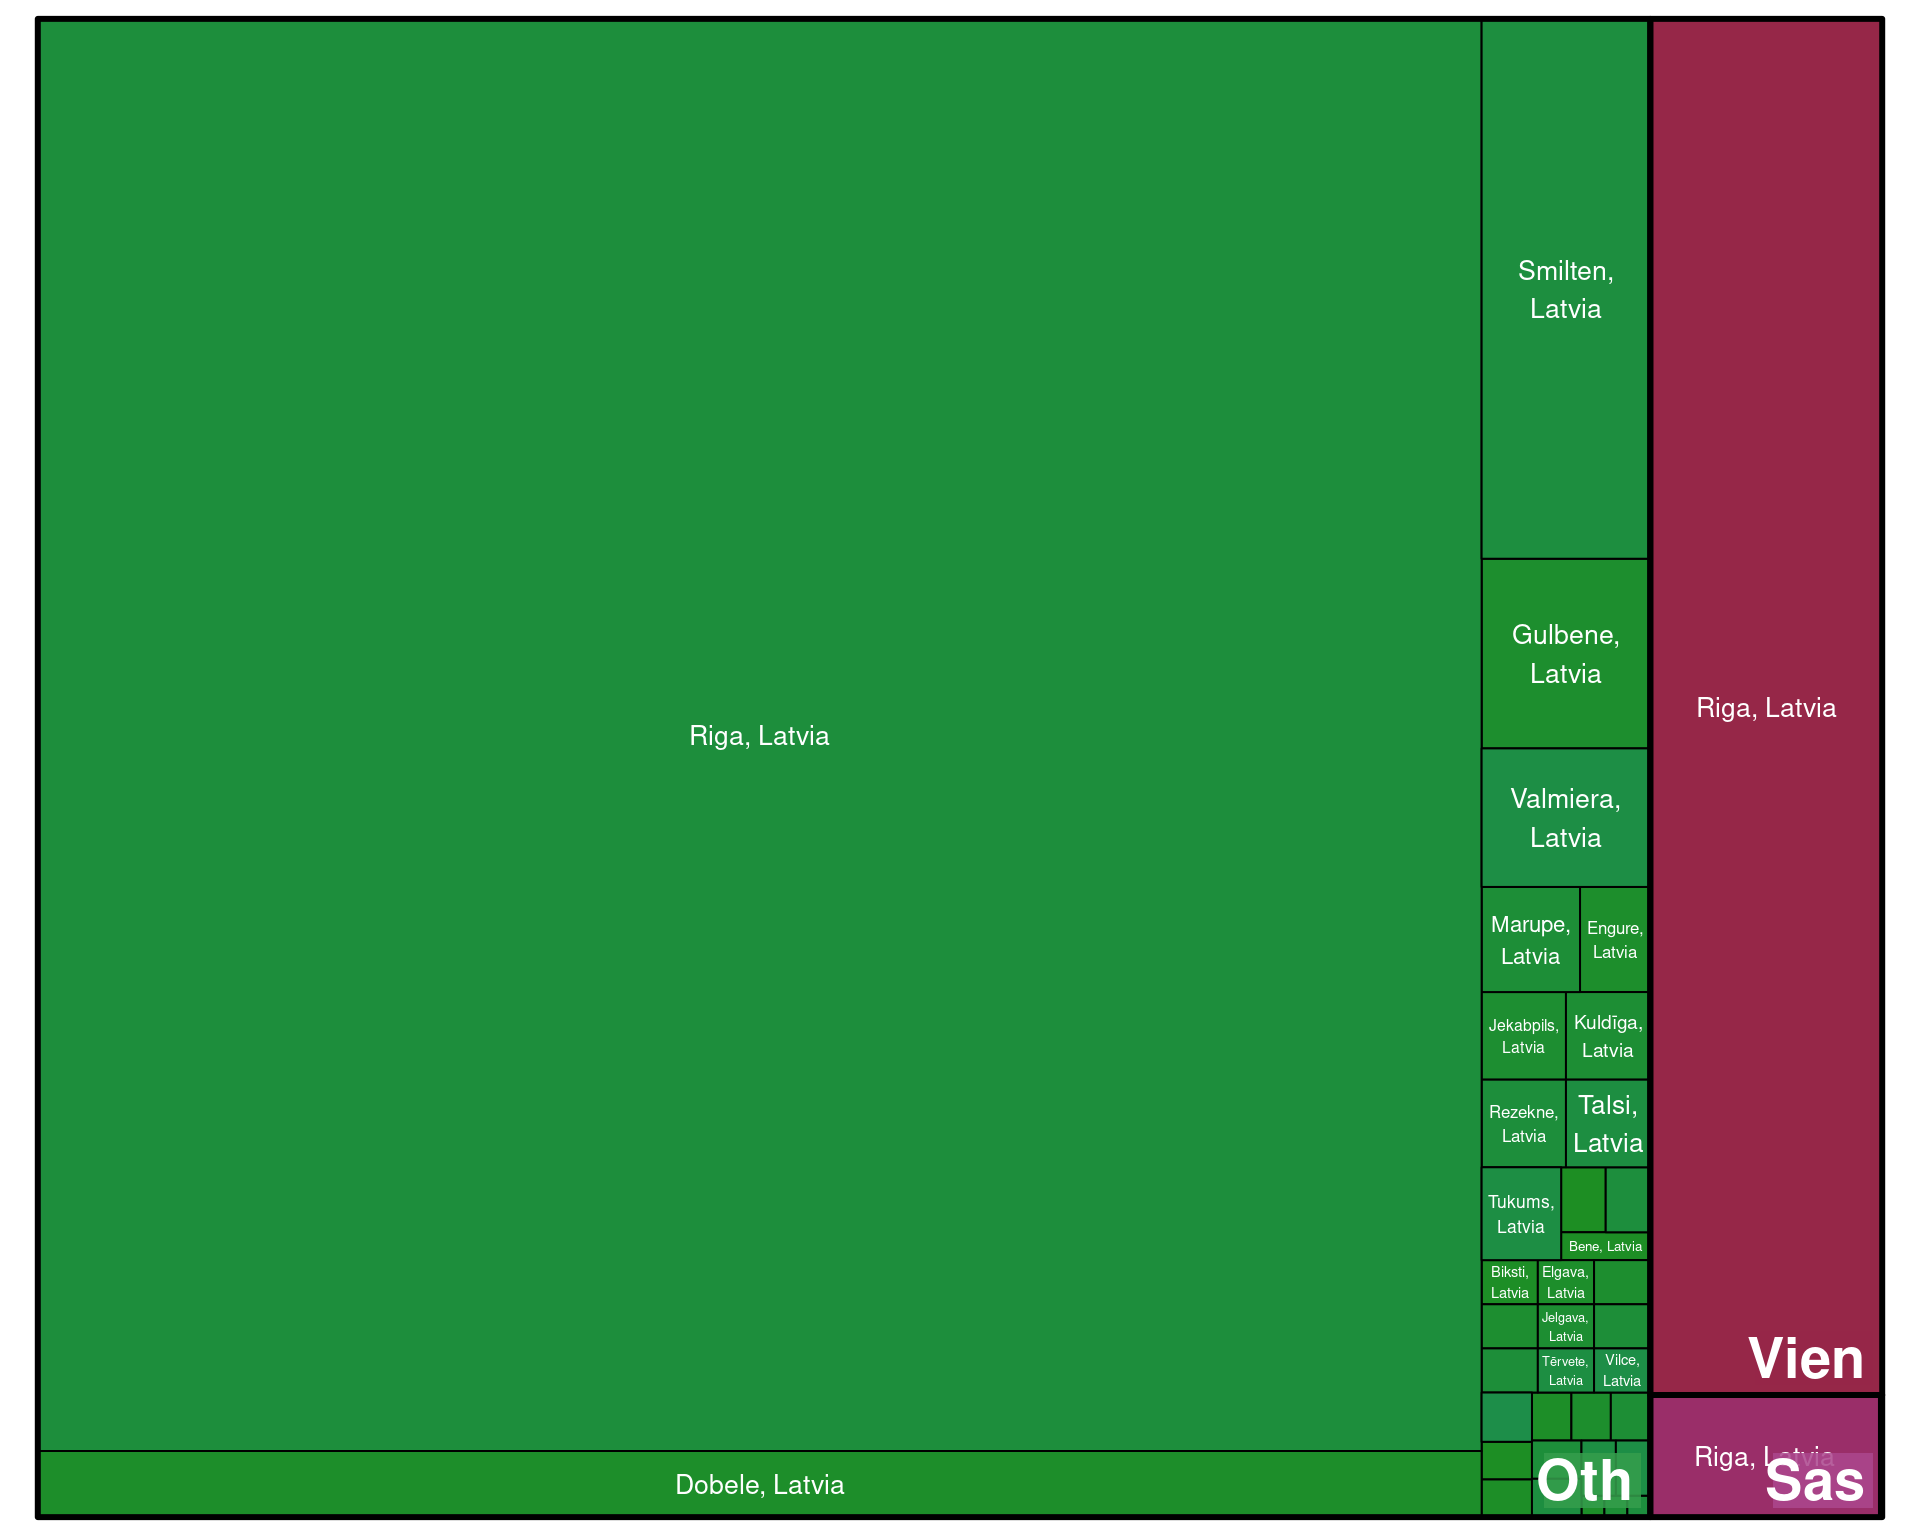 Riga, Latvia
Dobele, Latvia
Smilten,
Latvia
Gulbene,
Latvia
Valmiera,
Latvia
Marupe,
Latvia
Engure,
Latvia
Jekabpils,
Latvia
Kuldīga,
Latvia
Rezekne,
Latvia
Talsi,
Latvia
Tukums,
Latvia
Bene, Latvia
Biksti,
Latvia
Elgava,
Latvia
Jelgava,
Latvia
Tērvete,
Latvia
Vilce,
Latvia
Oth
Riga, Latvia
Vien
Riga, Latvia
Sas